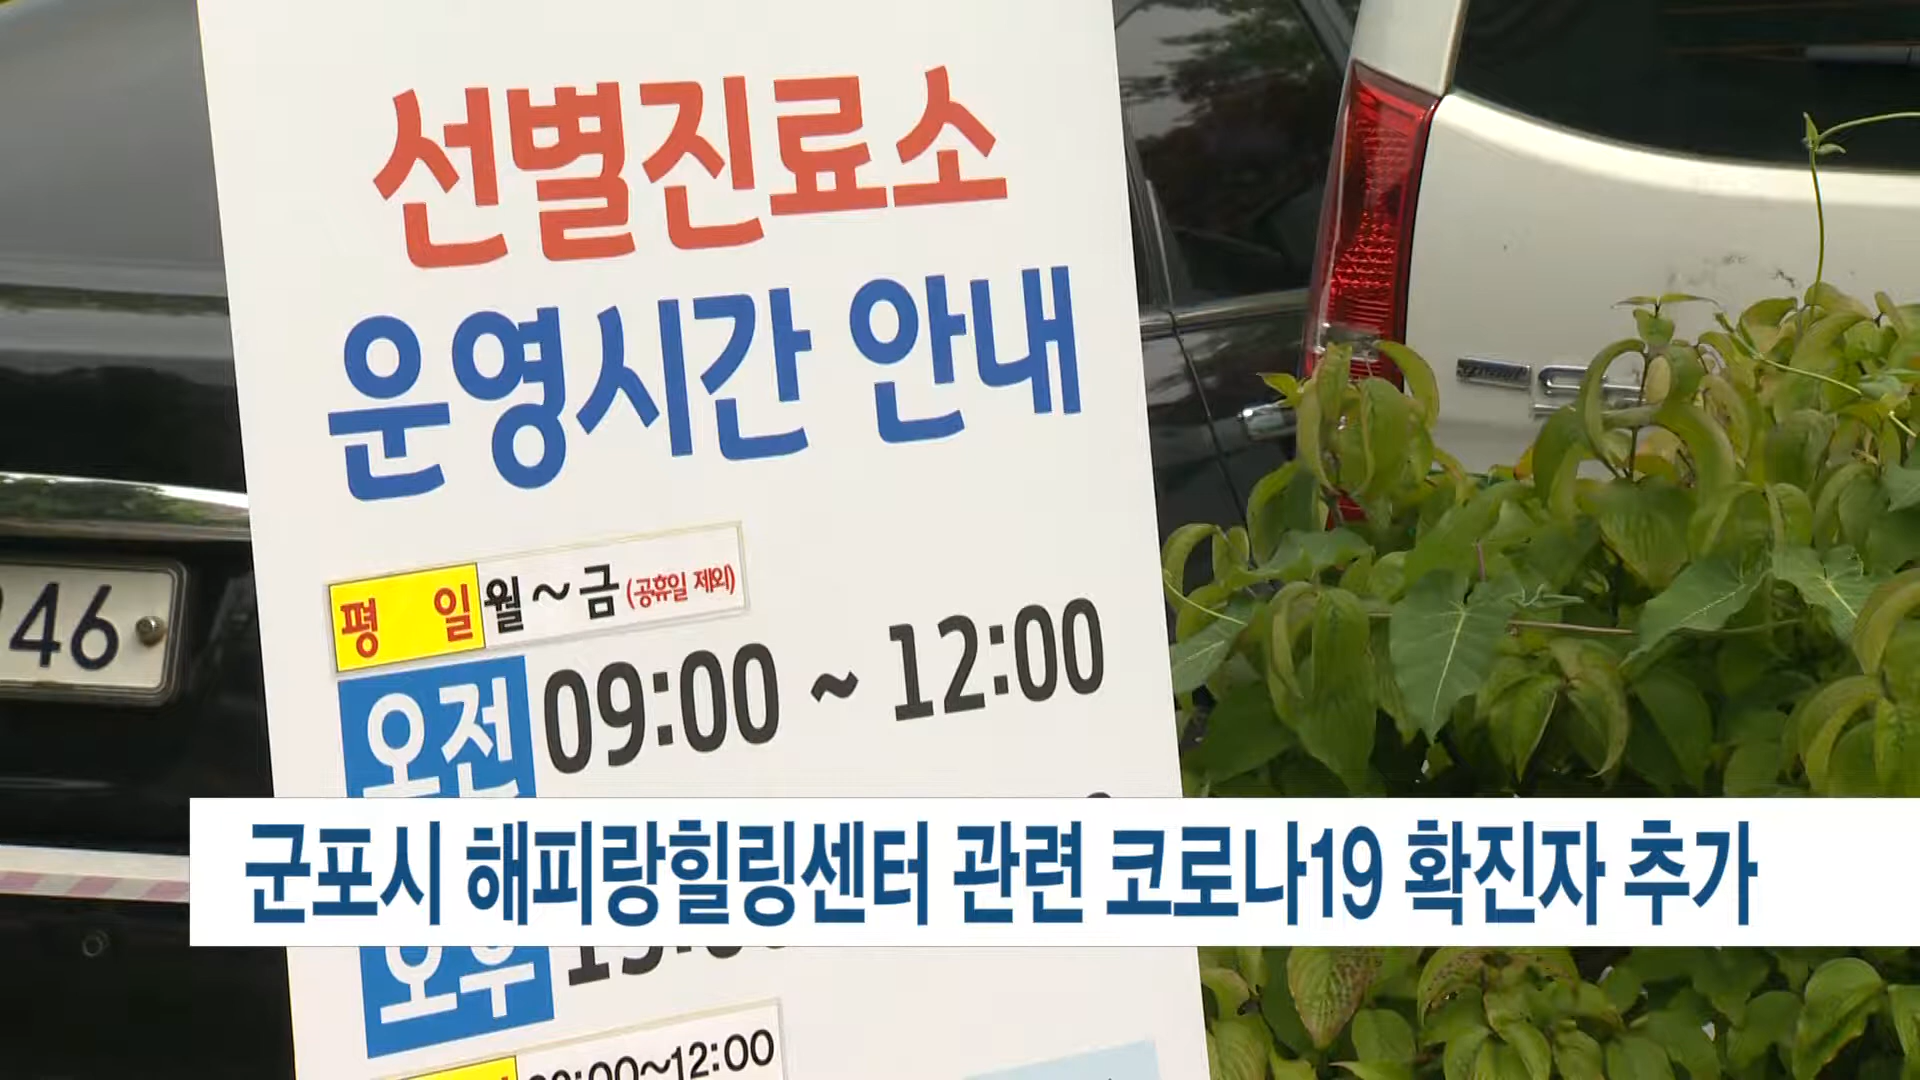 선별진료소
운영시간 안내
평 일 월~금 (공휴일 제외)
오전 09:00 ~ 12:00
46
군포시 해피랑힐링센터 관련 코로나19 확진자 추가
오후
~12:00